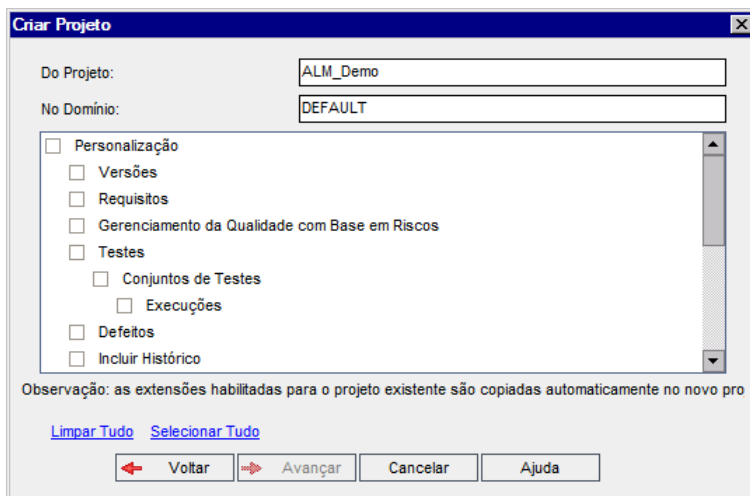 Criar Projeto
Do Projeto: ALM_Demo
No Domínio: DEFAULT
Personalização
Versões
Requisitos
Gerenciamento da Qualidade com Base em Riscos
Testes
Conjuntos de Testes
Execuções
Defeitos
Incluir Histórico
Observação: as extensões habilitadas para o projeto existente são copiadas automaticamente no novo pro
Limpar Tudo Selecionar Tudo
Voltar Avançar Cancelar Ajuda